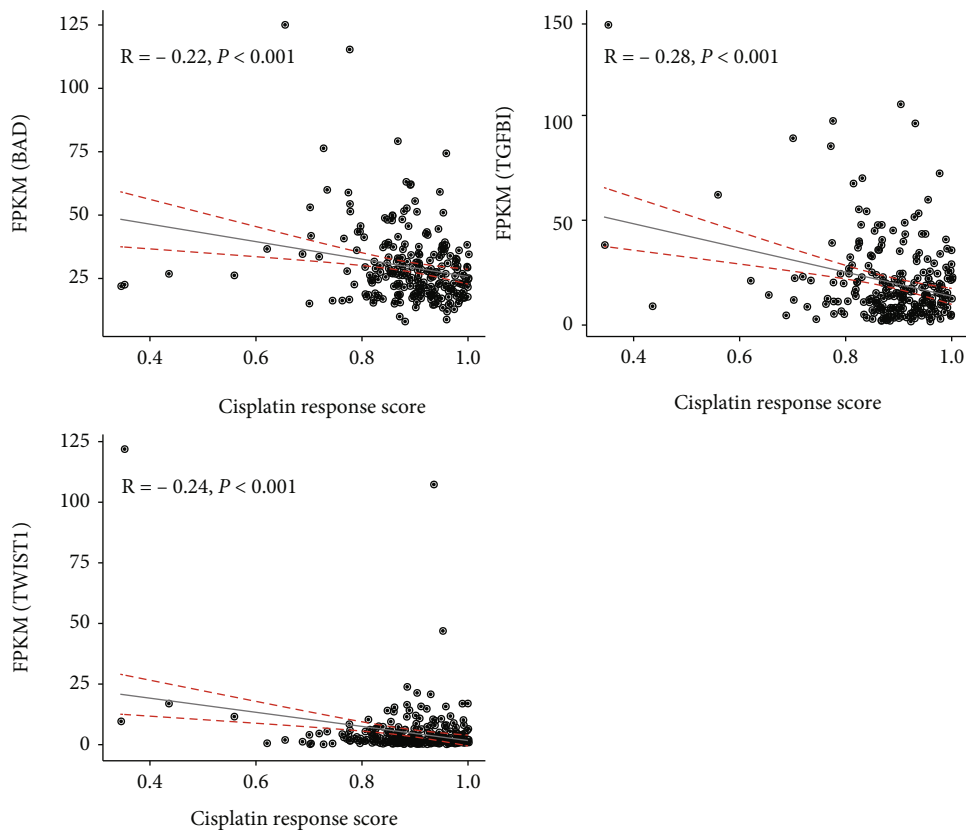 R = – 0.22, P < 0.001
FPKM (BAD)
125
100
75
50
25
0.4 0.6 0.8 1.0
Cisplatin response score
R = – 0.28, P < 0.001
FPKM (TGFBI)
150
100
50
0
0.4 0.6 0.8 1.0
Cisplatin response score
R = – 0.24, P < 0.001
FPKM (TWIST1)
125
100
75
50
25
0
0.4 0.6 0.8 1.0
Cisplatin response score